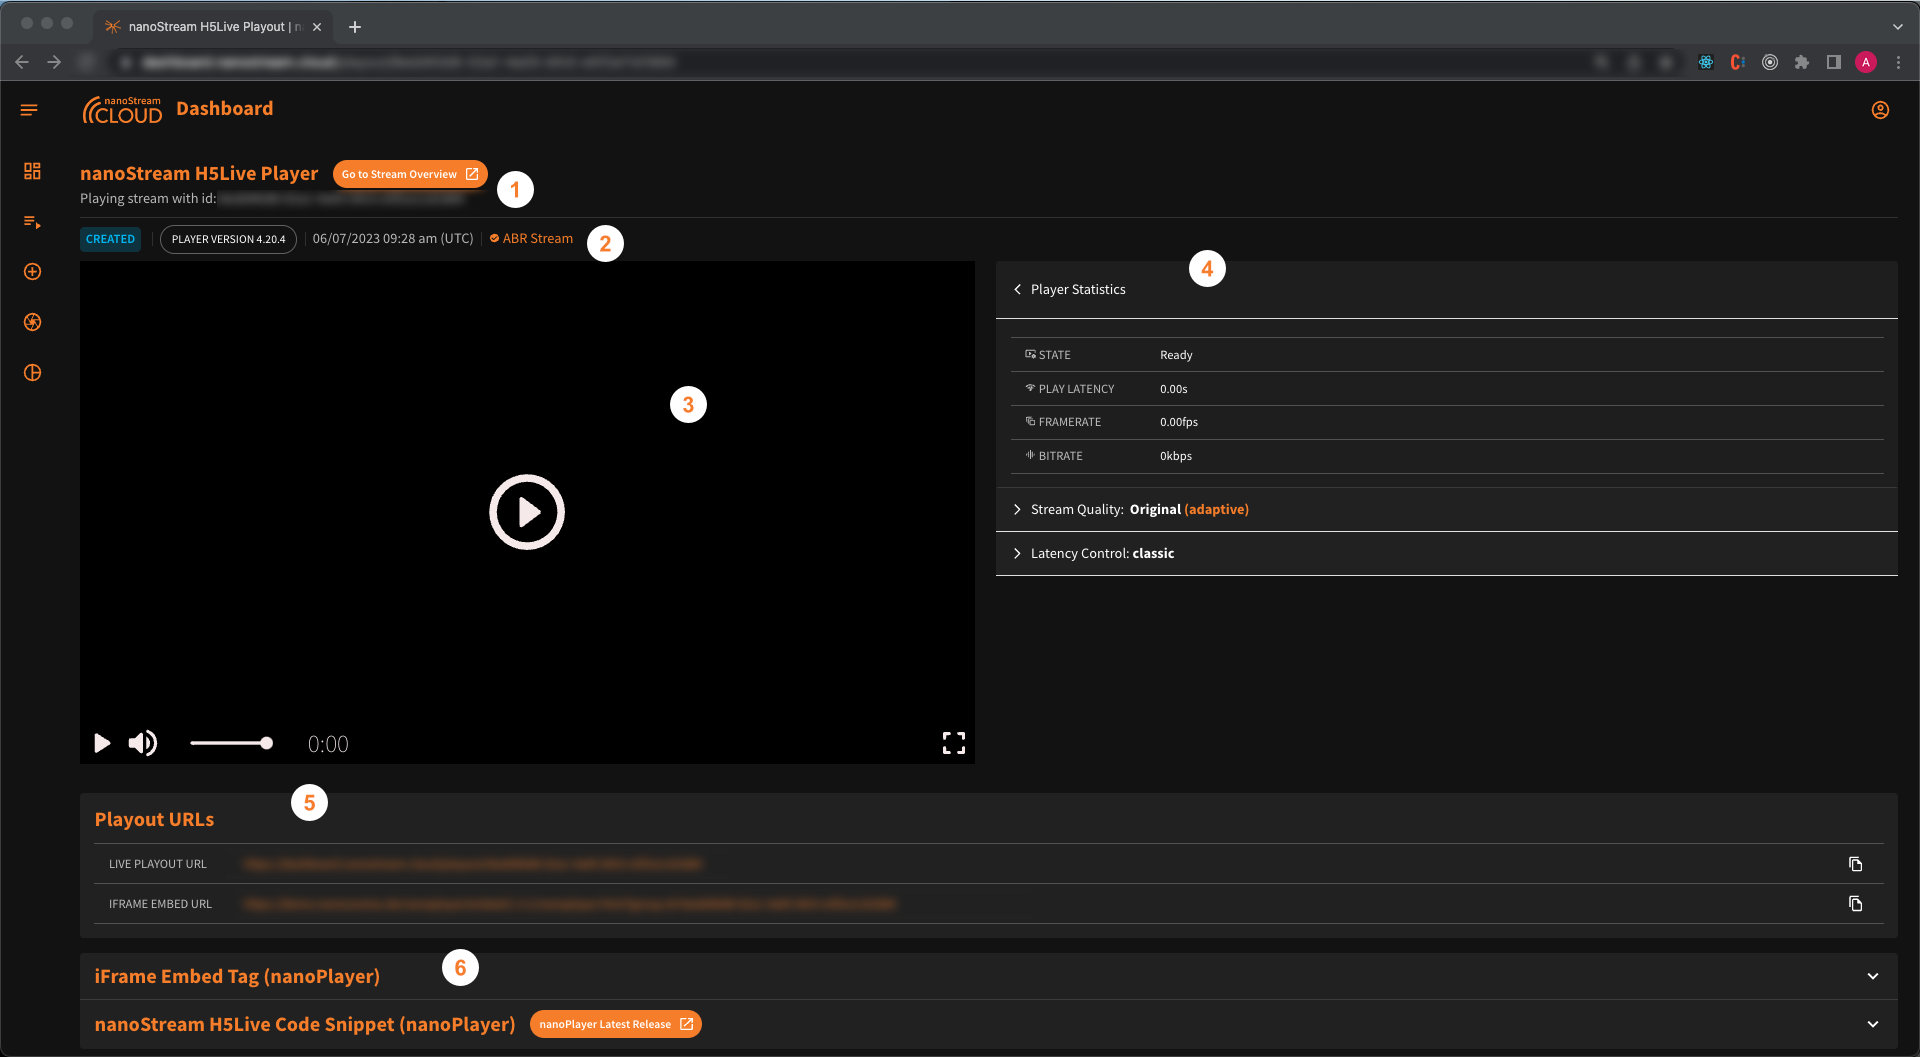 nanoStream H5Live Playout |
A
nanoStream
CLOUD
Dashboard
nanoStream H5Live Player
Go to Stream Overview
1
Playing stream with id:
CREATED
PLAYER VERSION 4.20.4
06/07/2023 09:28 am (UTC)
ABR Stream
2
4
Player Statistics
STATE Ready
PLAY LATENCY 0.00s
3
FRAMERATE 0.00fps
BITRATE 0kbps
Stream Quality: Original (adaptive)
Latency Control: classic
0:00
5
Playout URLs
LIVE PLAYOUT URL
IFRAME EMBED URL
6
iFrame Embed Tag (nanoPlayer)
nanoStream H5Live Code Snippet (nanoPlayer)
nanoPlayer Latest Release